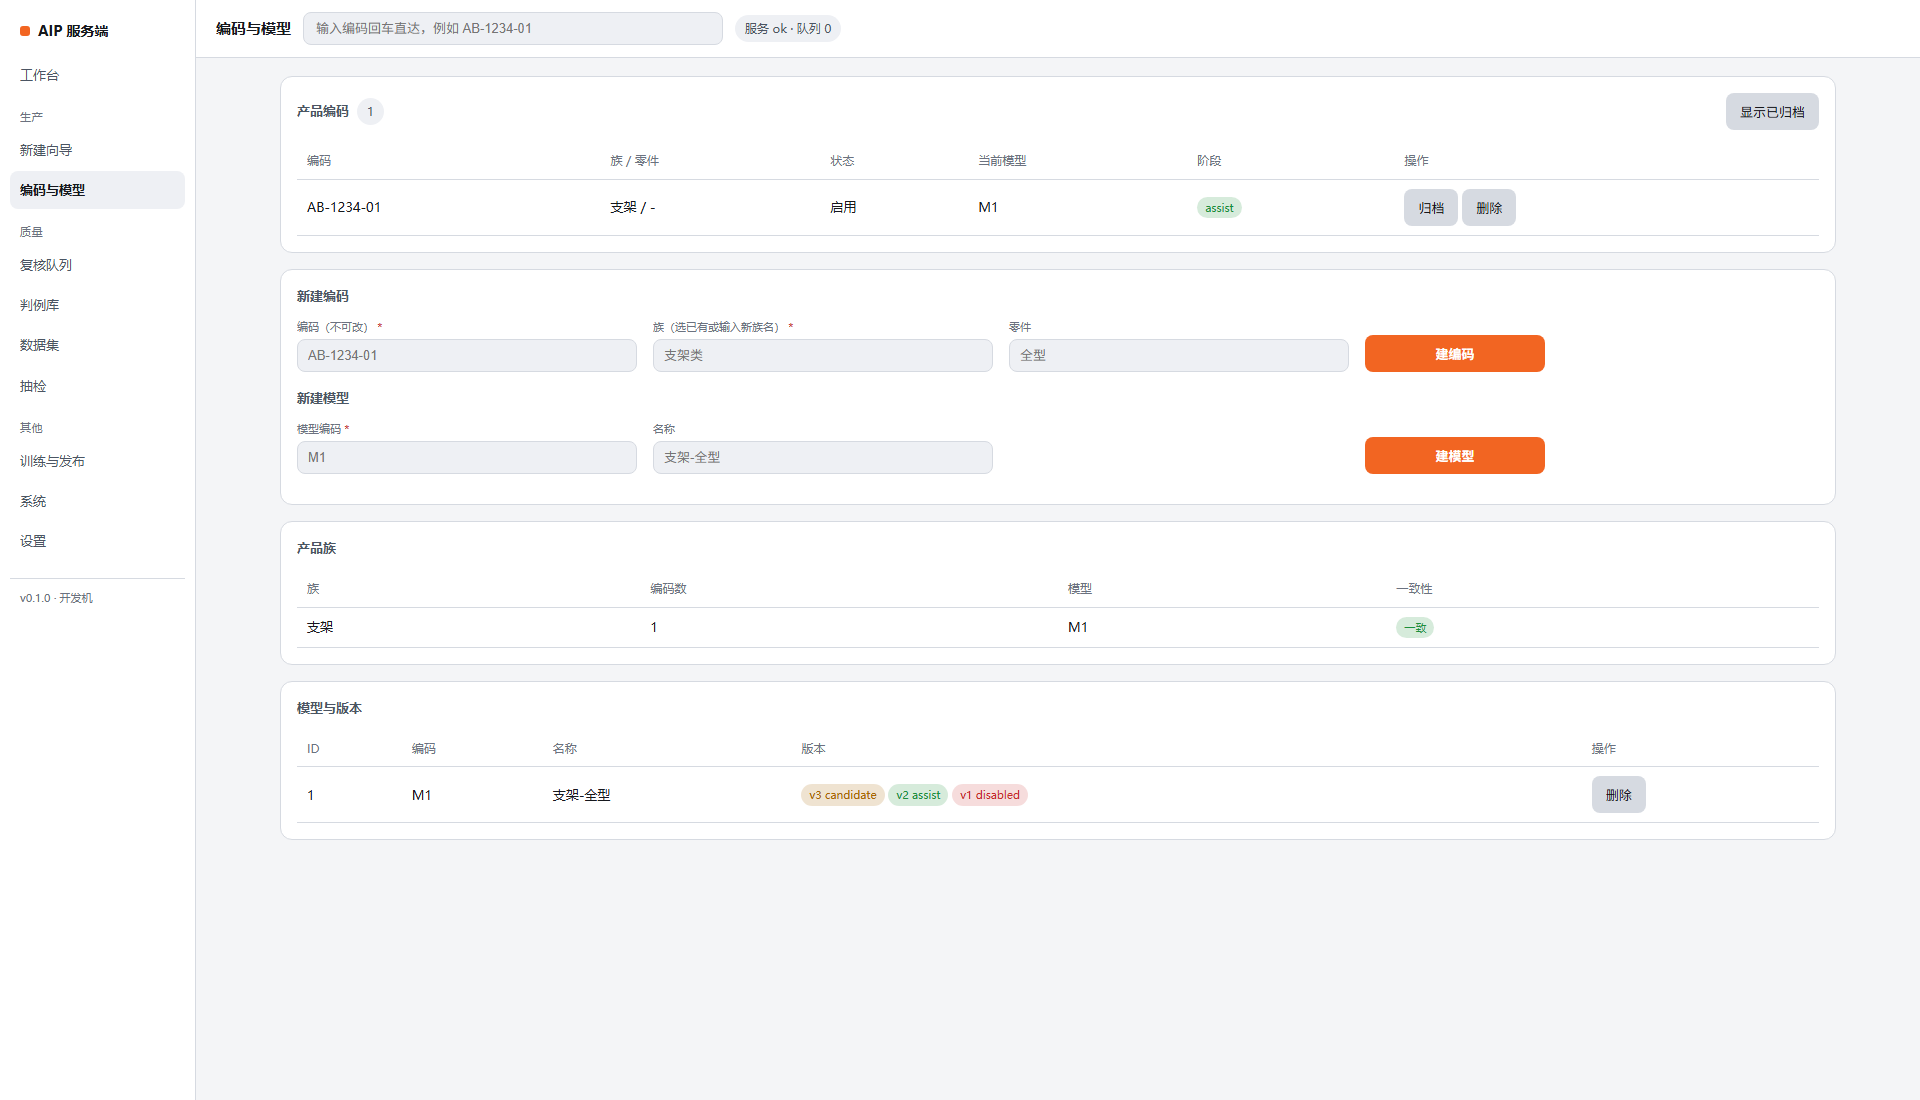 AIP 服务端
工作台
生产
新建向导
编码与模型
质量
复核队列
判例库
数据集
抽检
其他
训练与发布
系统
设置
v0.1.0 · 开发机
编码与模型
输入编码回车直达，例如 AB-1234-01
服务 ok · 队列 0
产品编码 1
显示已归档
编码 族 / 零件 状态 当前模型 阶段 操作
AB-1234-01 支架 / - 启用 M1 assist 归档 删除
新建编码
编码（不可改） * 族（选已有或输入新族名） * 零件
AB-1234-01 支架类 全型 建编码
新建模型
模型编码 * 名称
M1 支架-全型 建模型
产品族
族 编码数 模型 一致性
支架 1 M1 一致
模型与版本
ID 编码 名称 版本 操作
1 M1 支架-全型 v3 candidate v2 assist v1 disabled 删除